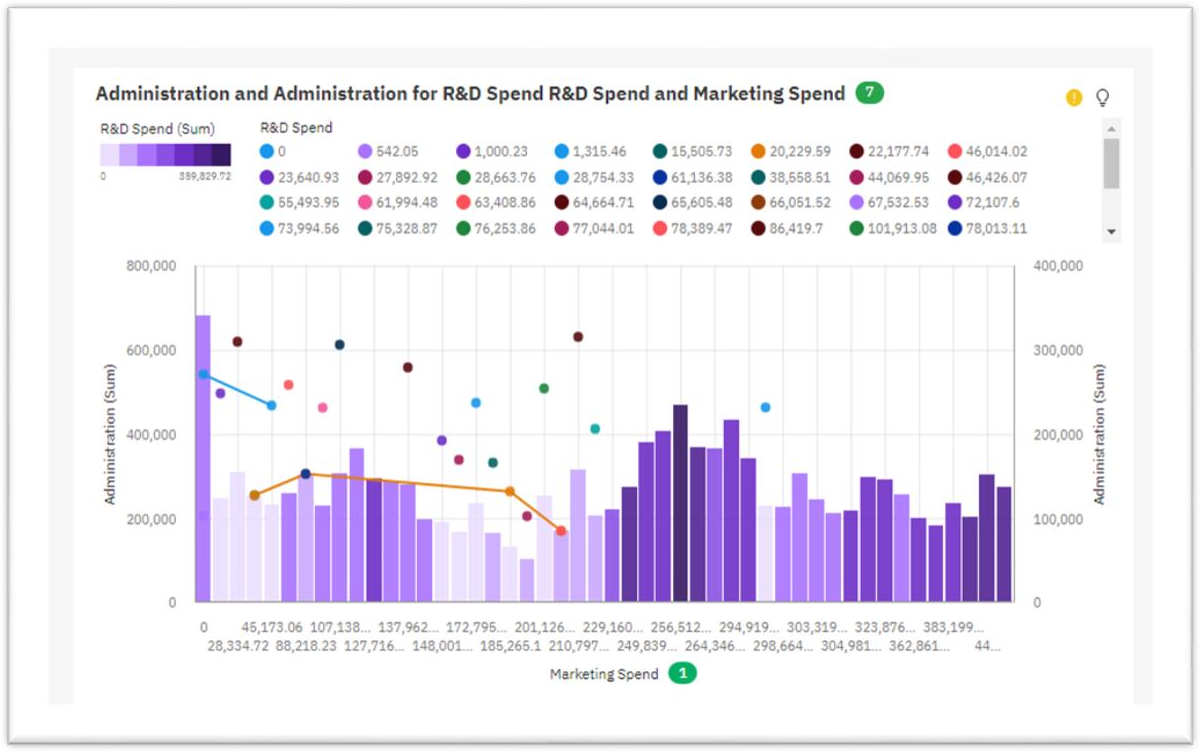 Administration and Administration for R&D Spend R&D Spend and Marketing Spend 7
!
R&D Spend (Sum)
0 359,829.72
R&D Spend
0 542.05 1,000.23 1,315.46 15,505.73 20,229.59 22,177.74 46,014.02
23,640.93 27,892.92 28,663.76 28,754.33 61,136.38 38,558.51 44,069.95 46,426.07
55,493.95 61,994.48 63,408.86 64,664.71 65,605.48 66,051.52 67,532.53 72,107.6
73,994.56 75,328.87 76,253.86 77,044.01 78,389.47 86,419.7 101,913.08 78,013.11
800,000 400,000
600,000 300,000
400,000 200,000
200,000 100,000
0 0
Administration (Sum)
Administration (Sum)
0 45,173.06 107,138... 137,962... 172,795... 201,126... 229,160... 256,512... 294,919... 303,319... 323,876... 383,199...
28,334.72 88,218.23 127,716... 148,001... 185,265.1 210,797... 249,839... 264,346... 298,664... 304,981... 362,861... 44...
Marketing Spend 1